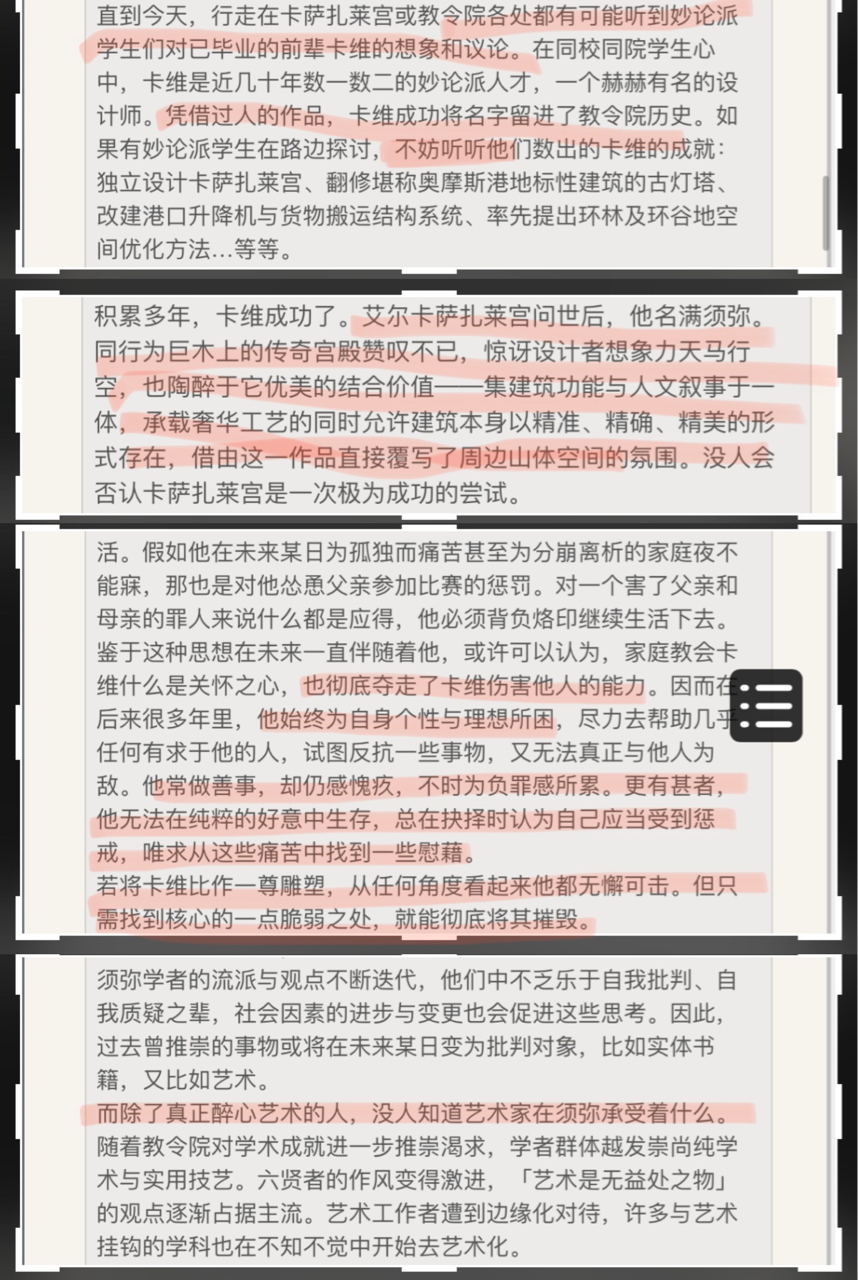 直到今天，行走在卡萨扎莱宫或教令院各处都有可能听到妙论派
学生们对已毕业的前辈卡维的想象和议论。在同校同院学生心
中，卡维是近几十年数一数二的妙论派人才，一个赫赫有名的设
计师。凭借过人的作品，卡维成功将名字留进了教令院历史。如
果有妙论派学生在路边探讨，不妨听听他们数出的卡维的成就：
独立设计卡萨扎莱宫、翻修堪称奥摩斯港地标性建筑的古灯塔、
改建港口升降机与货物搬运结构系统、率先提出环林及环谷地空
间优化方法…等等。
积累多年，卡维成功了。艾尔卡萨扎莱宫问世后，他名满须弥。
同行为巨木上的传奇宫殿赞叹不已，惊讶设计者想象力天马行
空，也陶醉于它优美的结合价值——集建筑功能与人文叙事于一
体，承载奢华工艺的同时允许建筑本身以精准、精确、精美的形
式存在，借由这一作品直接覆写了周边山体空间的氛围。没人会
否认卡萨扎莱宫是一次极为成功的尝试。
活。假如他在未来某日为孤独而痛苦甚至为分崩离析的家庭夜不
能寐，那也是对他怂恿父亲参加比赛的惩罚。对一个害了父亲和
母亲的罪人来说什么都是应得，他必须背负烙印继续生活下去。
鉴于这种思想在未来一直伴随着他，或许可以认为，家庭教会卡
维什么是关怀之心，也彻底夺走了卡维伤害他人的能力。因而在
后来很多年里，他始终为自身个性与理想所困，尽力去帮助几乎
任何有求于他的人，试图反抗一些事物，又无法真正与他人为
敌。他常做善事，却仍感愧疚，不时为负罪感所累。更有甚者，
他无法在纯粹的好意中生存，总在抉择时认为自己应当受到惩
戒，唯求从这些痛苦中找到一些慰藉。
若将卡维比作一尊雕塑，从任何角度看起来他都无懈可击。但只
需找到核心的一点脆弱之处，就能彻底将其摧毁。
须弥学者的流派与观点不断迭代，他们中不乏乐于自我批判、自
我质疑之辈，社会因素的进步与变更也会促进这些思考。因此，
过去曾推崇的事物或将在未来某日变为批判对象，比如实体书
籍，又比如艺术。
而除了真正醉心艺术的人，没人知道艺术家在须弥承受着什么。
随着教令院对学术成就进一步推崇渴求，学者群体越发崇尚纯学
术与实用技艺。六贤者的作风变得激进，「艺术是无益处之物」
的观点逐渐占据主流。艺术工作者遭到边缘化对待，许多与艺术
挂钩的学科也在不知不觉中开始去艺术化。